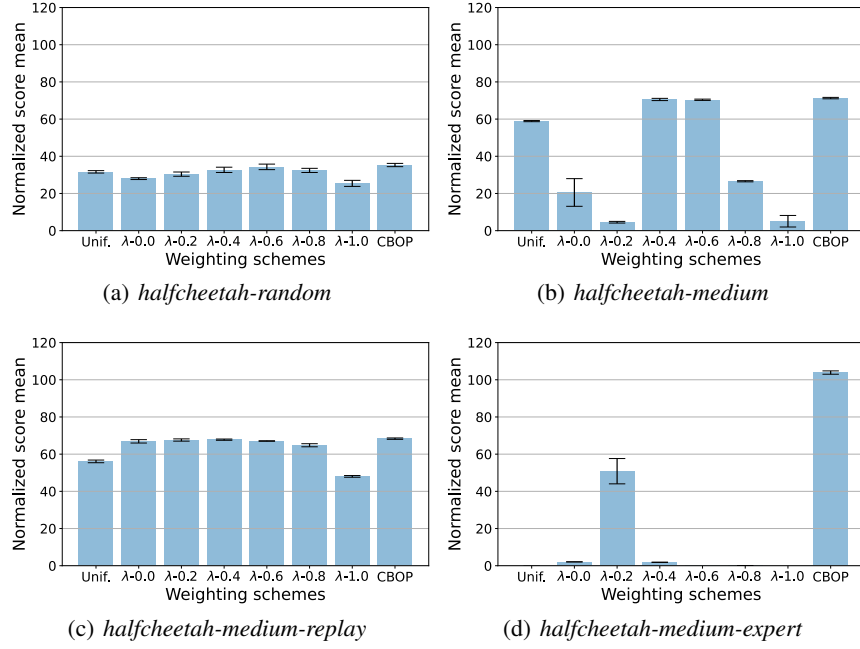 120
100
80
60
40
20
0
Normalized score mean
Unif. λ-0.0 λ-0.2 λ-0.4 λ-0.6 λ-0.8 λ-1.0 CBOP
Weighting schemes
(a) halfcheetah-random
120
100
80
60
40
20
0
Normalized score mean
Unif. λ-0.0 λ-0.2 λ-0.4 λ-0.6 λ-0.8 λ-1.0 CBOP
Weighting schemes
(b) halfcheetah-medium
120
100
80
60
40
20
0
Normalized score mean
Unif. λ-0.0 λ-0.2 λ-0.4 λ-0.6 λ-0.8 λ-1.0 CBOP
Weighting schemes
(c) halfcheetah-medium-replay
120
100
80
60
40
20
0
Normalized score mean
Unif. λ-0.0 λ-0.2 λ-0.4 λ-0.6 λ-0.8 λ-1.0 CBOP
Weighting schemes
(d) halfcheetah-medium-expert